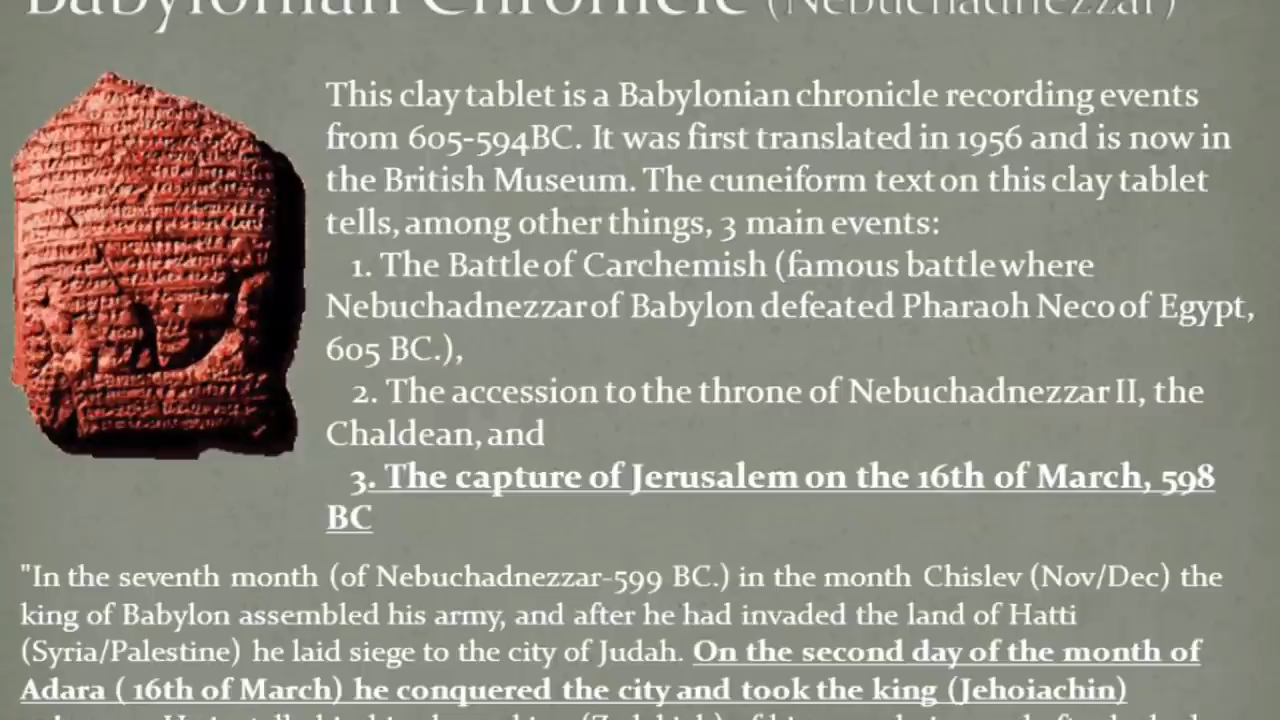 Babylonian Chronicle (Nebuchadnezzar)
This clay tablet is a Babylonian chronicle recording events
from 605-594BC. It was first translated in 1956 and is now in
the British Museum. The cuneiform text on this clay tablet
tells, among other things, 3 main events:
1. The Battle of Carchemish (famous battle where
Nebuchadnezzar of Babylon defeated Pharaoh Neco of Egypt,
605 BC.),
2. The accession to the throne of Nebuchadnezzar II, the
Chaldean, and
3. The capture of Jerusalem on the 16th of March, 598
BC
"In the seventh month (of Nebuchadnezzar-599 BC.) in the month Chislev (Nov/Dec) the
king of Babylon assembled his army, and after he had invaded the land of Hatti
(Syria/Palestine) he laid siege to the city of Judah. On the second day of the month of
Adara ( 16th of March) he conquered the city and took the king (Jehoiachin)